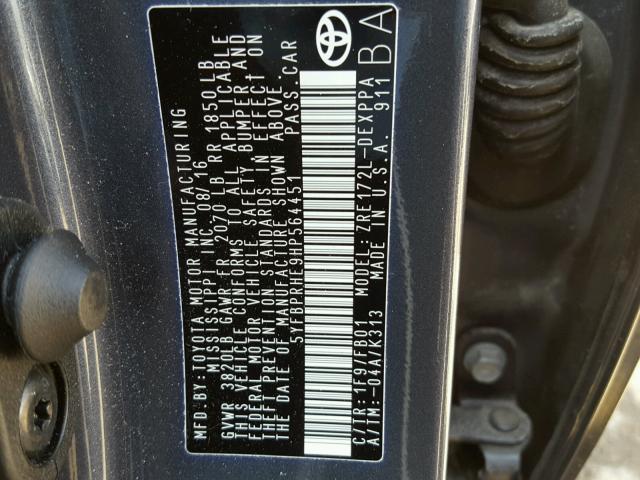 MFD.BY:TOYOTA MOTOR MANUFACTURING
MISSISSIPPI INC. 08/16
GVWR 3820LB GAWR FR 2070 LB RR 1850 LB
THIS VEHICLE CONFORMS TO ALL APPLICABLE
FEDERAL MOTOR VEHICLE SAFETY, BUMPER AND
THEFT PREVENTION STANDARDS IN EFFECT ON
THE DATE OF MANUFACTURE SHOWN ABOVE.
5YFBPRHE9HP564451 PASS. CAR
C/TR:1F9/FB01 MODEL:ZRE172L-DEXPPA
A/TM:-04A/K313 MADE IN U.S.A. 911
BA